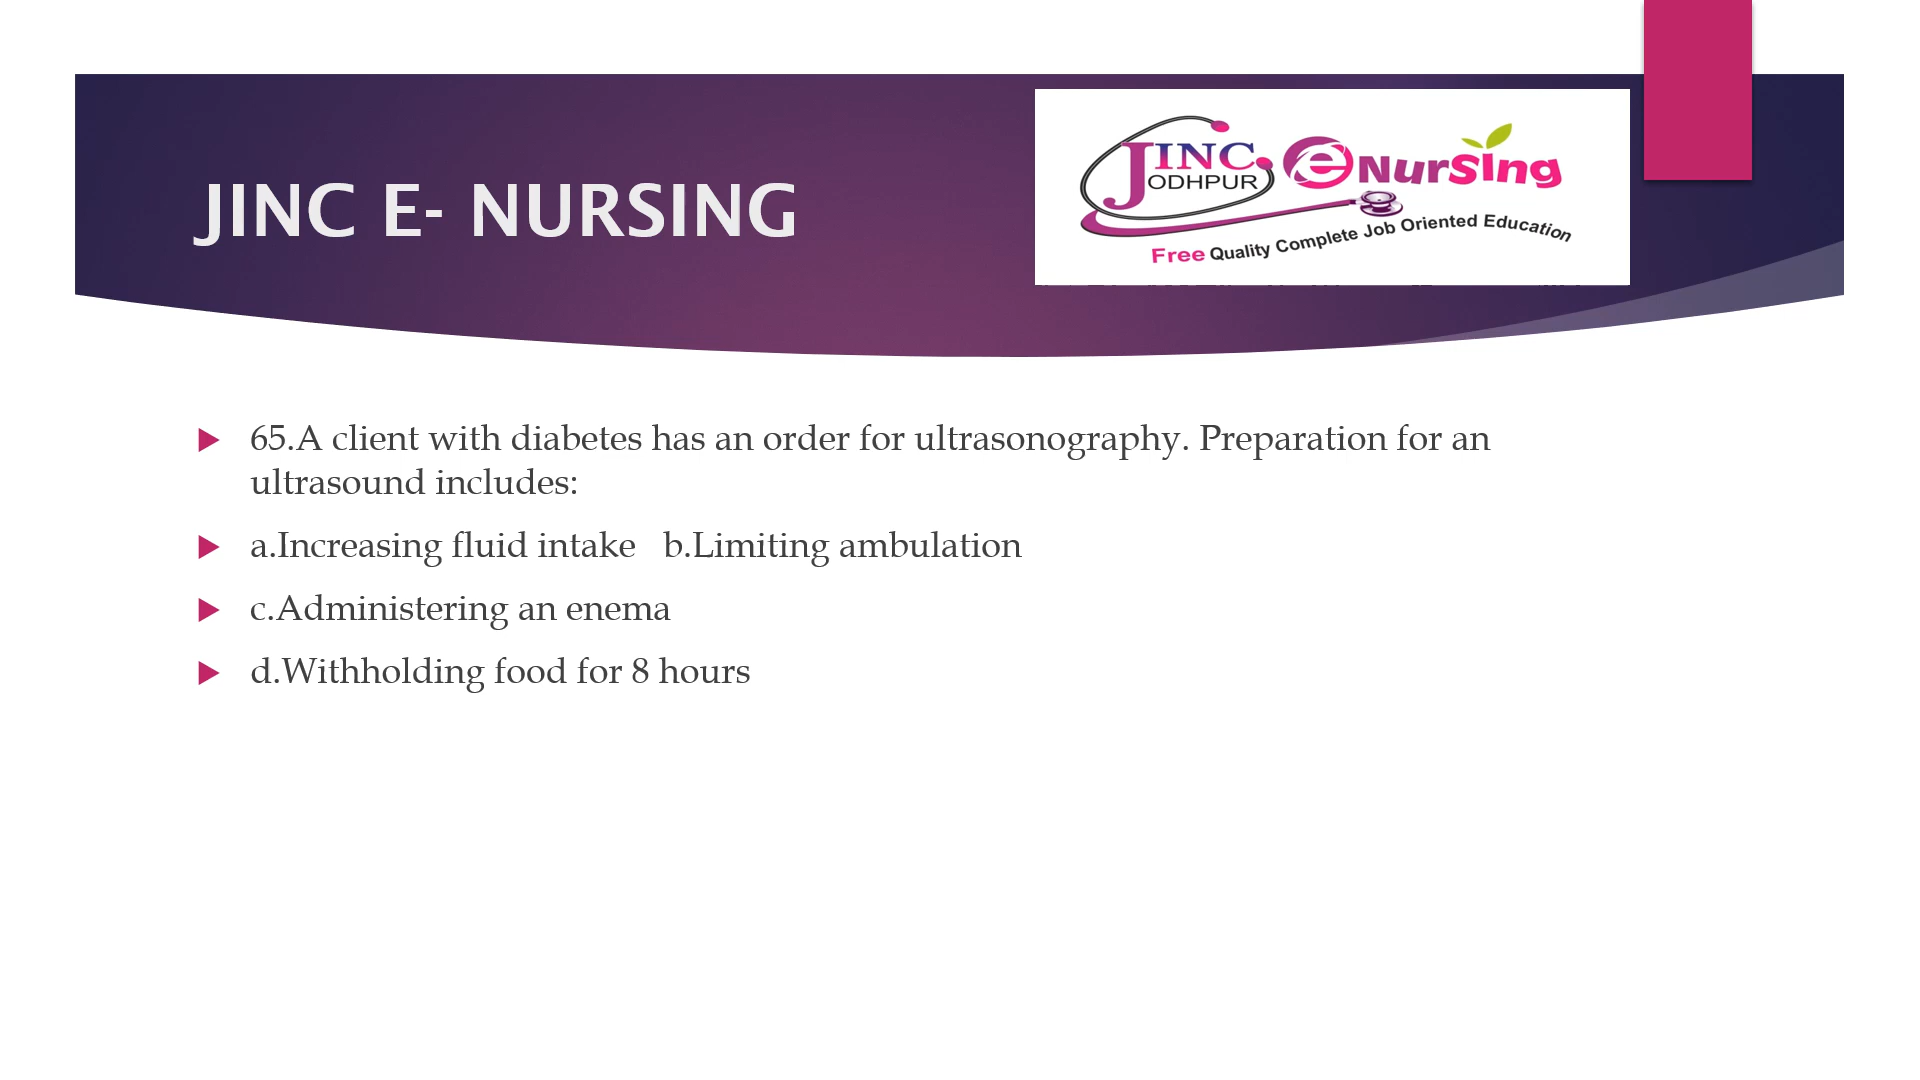 JINC E- NURSING
JINC
ODHPUR
eNursing
Free Quality Complete Job Oriented Education
65.A client with diabetes has an order for ultrasonography. Preparation for an
ultrasound includes:
a.Increasing fluid intake   b.Limiting ambulation
c.Administering an enema
d.Withholding food for 8 hours